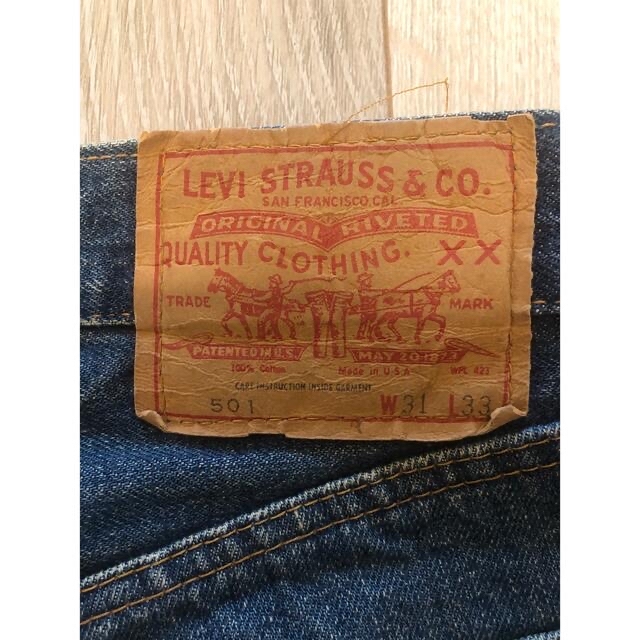 LEVI STRAUSS & CO.
SAN FRANCISCO, CAL
ORIGINAL RIVETED
QUALITY CLOTHING. XX
TRADE MARK
PATENTED IN U.S. MAY 20 1873
100% Cotton Made in U S A WPL 423
CARE INSTRUCTION INSIDE GARMENT
501 W31 L33